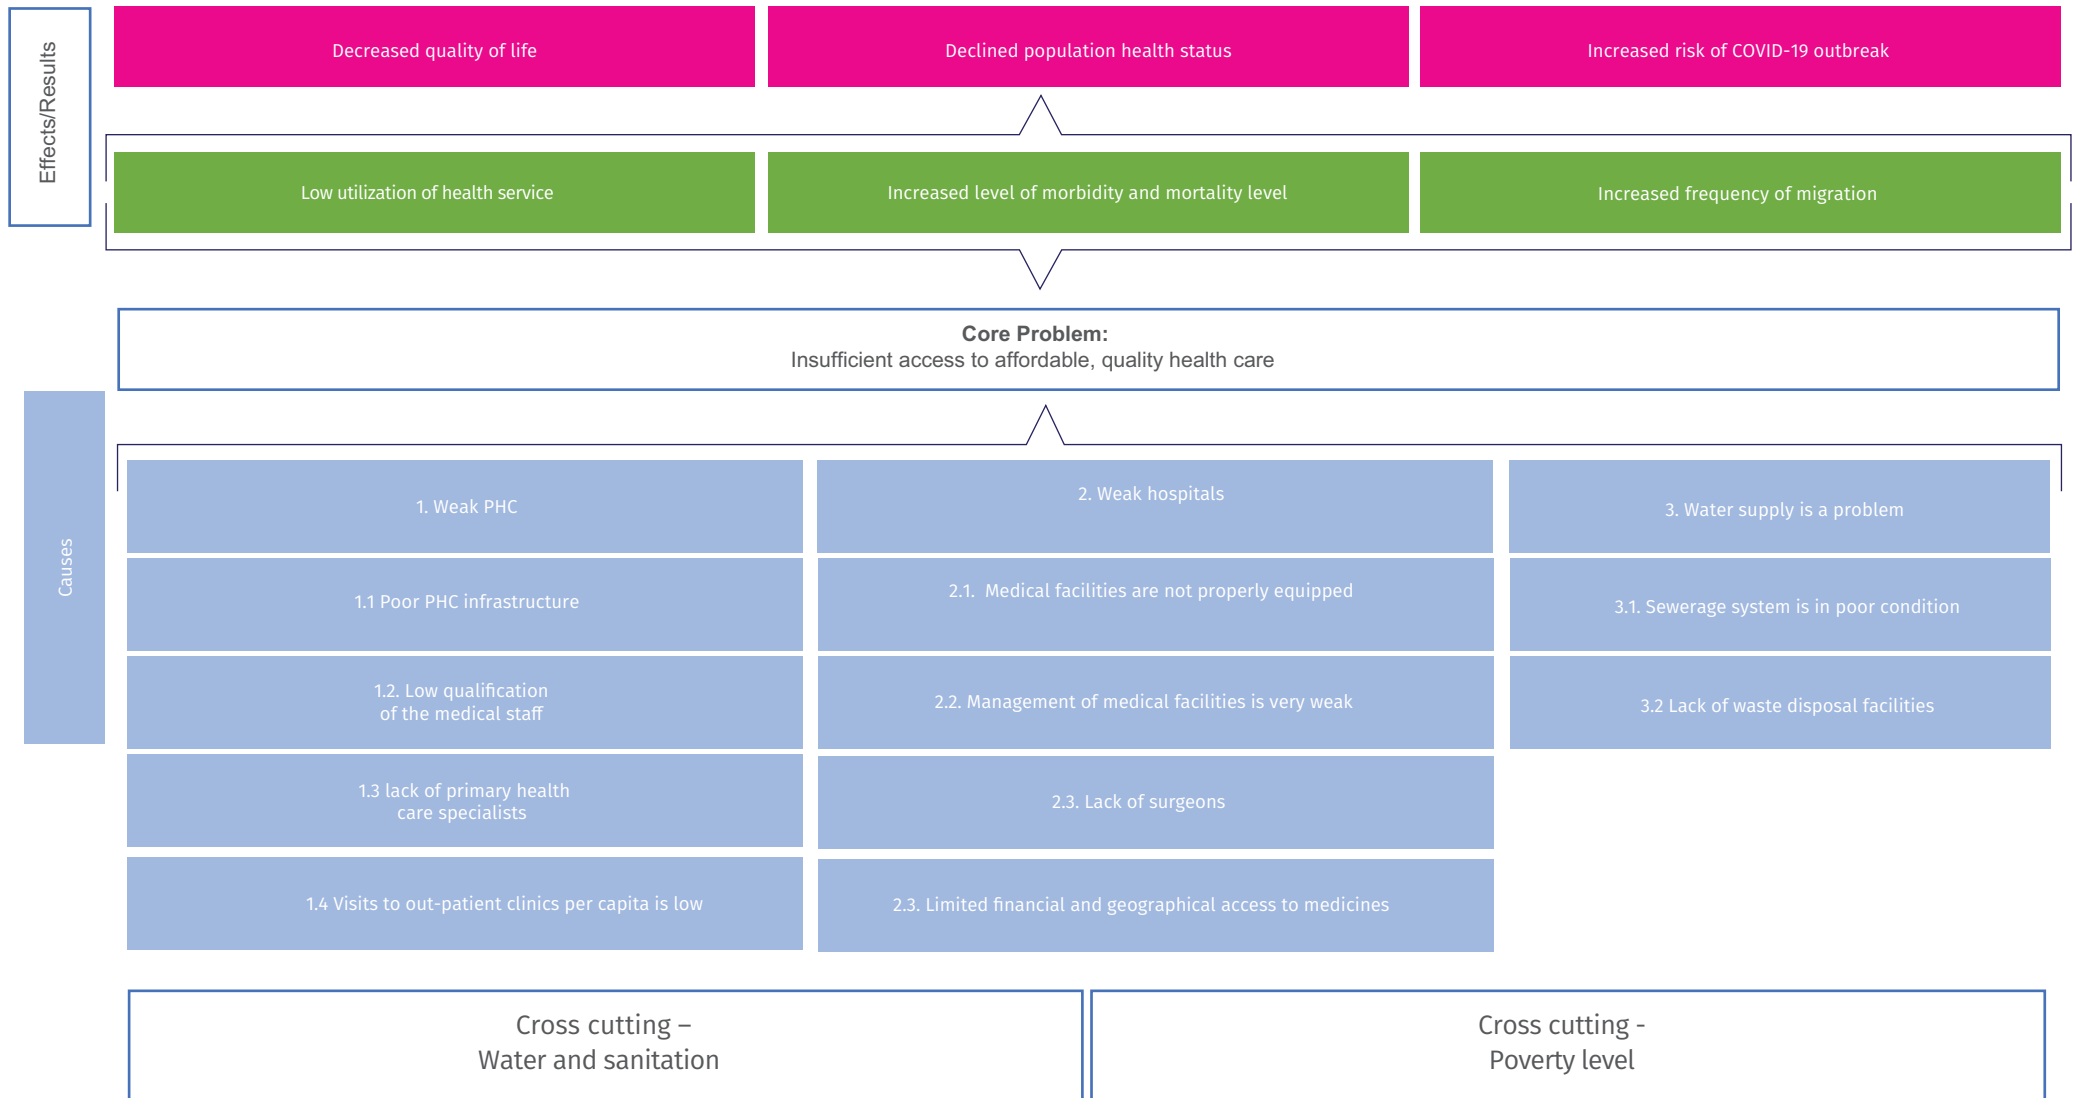 Effects/Results
Decreased quality of life
Declined population health status
Increased risk of COVID-19 outbreak
Low utilization of health service
Increased level of morbidity and mortality level
Increased frequency of migration
Core Problem:
Insufficient access to affordable, quality health care
Causes
1. Weak PHC
2. Weak hospitals
3. Water supply is a problem
1.1 Poor PHC infrastructure
2.1. Medical facilities are not properly equipped
3.1. Sewerage system is in poor condition
1.2. Low qualification
of the medical staff
2.2. Management of medical facilities is very weak
3.2 Lack of waste disposal facilities
1.3 lack of primary health
care specialists
2.3. Lack of surgeons
1.4 Visits to out-patient clinics per capita is low
2.3. Limited financial and geographical access to medicines
Cross cutting –
Water and sanitation
Cross cutting -
Poverty level